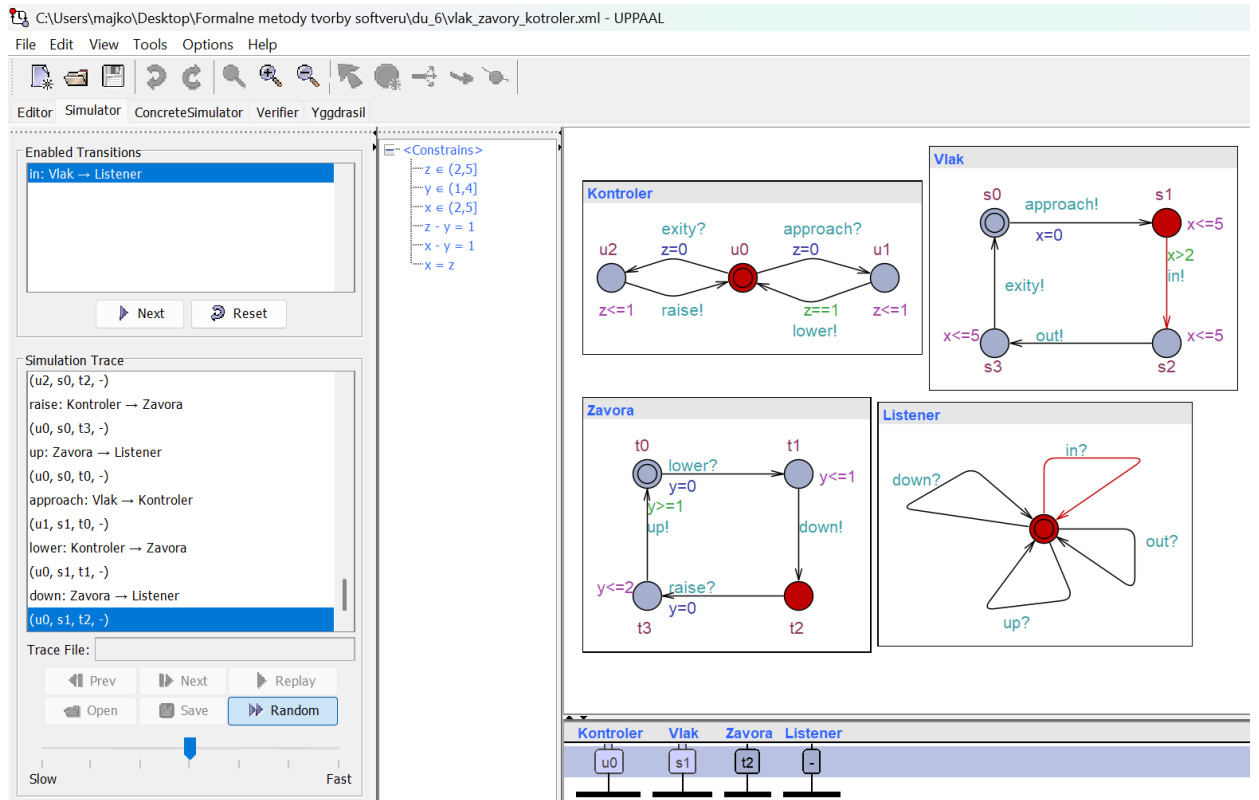 C:\Users\majko\Desktop\Formalne metody tvorby softveru\du_6\vlak_zavory_kotroler.xml - UPPAAL
File Edit View Tools Options Help
Editor Simulator ConcreteSimulator Verifier Yggdrasil
Enabled Transitions
in: Vlak → Listener
Next Reset
Simulation Trace
(u2, s0, t2, -)
raise: Kontroler → Zavora
(u0, s0, t3, -)
up: Zavora → Listener
(u0, s0, t0, -)
approach: Vlak → Kontroler
(u1, s1, t0, -)
lower: Kontroler → Zavora
(u0, s1, t1, -)
down: Zavora → Listener
(u0, s1, t2, -)
Trace File:
Prev Next Replay
Open Save Random
Slow Fast
<Constrains>
z ∈ (2,5]
y ∈ (1,4]
x ∈ (2,5]
z - y = 1
x - y = 1
x = z
Kontroler
exity? approach?
u2 z=0 u0 z=0 u1
z<=1 raise! z==1 z<=1
lower!
Vlak
s0 s1
approach!
x=0 x<=5
x>2
in!
exity!
x<=5 out! x<=5
s3 s2
Zavora
t0 t1
lower?
y=0 y<=1
y>=1
up! down!
y<=2 raise?
y=0
t3 t2
Listener
in?
down?
out?
up?
Kontroler Vlak Zavora Listener
u0 s1 t2 -